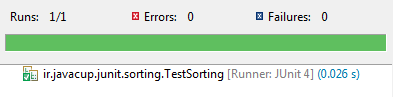 Runs: 1/1 Errors: 0 Failures: 0
ir.javacup.junit.sorting.TestSorting [Runner: JUnit 4] (0.026 s)